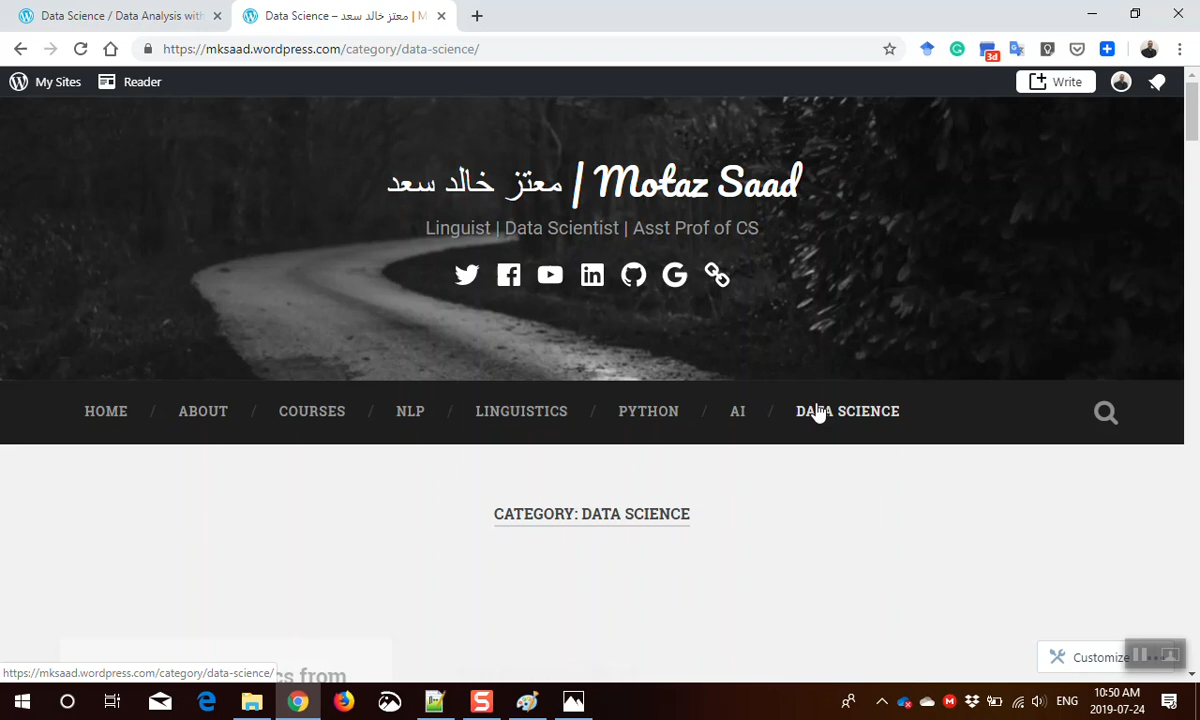 Data Science / Data Analysis with
Data Science – معتز خالد سعد | M
https://mksaad.wordpress.com/category/data-science/
3d
My Sites
Reader
Write
معتز خالد سعد | Motaz Saad
Linguist | Data Scientist | Asst Prof of CS
HOME / ABOUT / COURSES / NLP / LINGUISTICS / PYTHON / AI / DATA SCIENCE
CATEGORY: DATA SCIENCE
Customize
https://mksaad.wordpress.com/category/data-science/
cs from
ENG
10:50 AM
2019-07-24